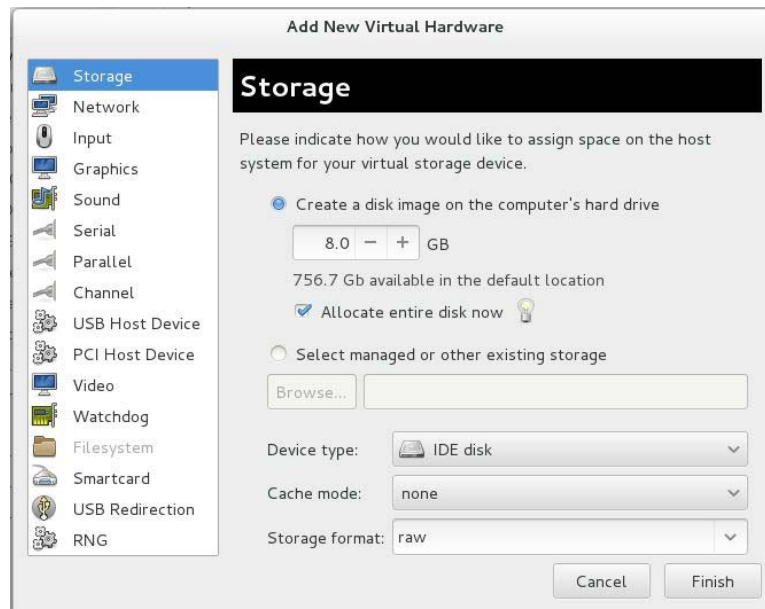 Add New Virtual Hardware
Storage
Network
Input
Graphics
Sound
Serial
Parallel
Channel
USB Host Device
PCI Host Device
Video
Watchdog
Filesystem
Smartcard
USB Redirection
RNG
Storage
Please indicate how you would like to assign space on the host
system for your virtual storage device.
Create a disk image on the computer's hard drive
8.0 − + GB
756.7 Gb available in the default location
Allocate entire disk now
Select managed or other existing storage
Browse...
Device type: IDE disk
Cache mode: none
Storage format: raw
Cancel Finish